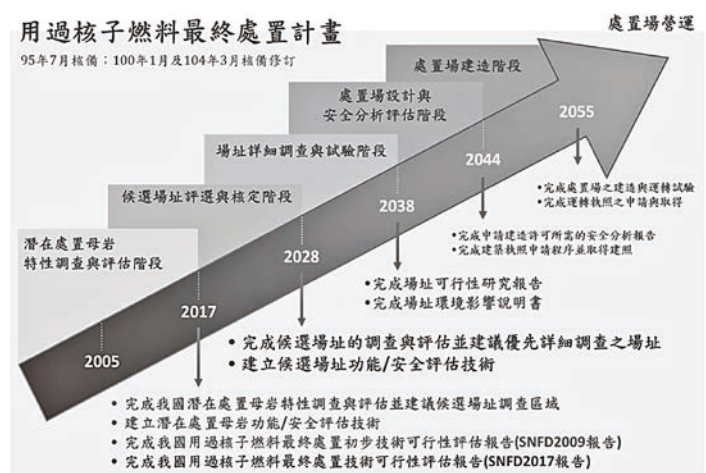 用過核子燃料最終處置計畫
95年7月核備；100年1月及104年3月核備修訂
處置場營運
處置場建造階段
處置場設計與
安全分析評估階段
場址詳細調查與試驗階段
候選場址評選與核定階段
潛在處置母岩
特性調查與評估階段
2055
2044
2038
2028
2017
2005
•完成處置場之建造與運轉試驗
•完成運轉執照之申請與取得
•完成申請建造許可所需的安全分析報告
•完成建築執照申請程序並取得建照
•完成場址可行性研究報告
•完成場址環境影響說明書
• 完成候選場址的調查與評估並建議優先詳細調查之場址
• 建立候選場址功能/安全評估技術
• 完成我國潛在處置母岩特性調查與評估並建議候選場址調查區域
• 建立潛在處置母岩功能/安全評估技術
• 完成我國用過核子燃料最終處置初步技術可行性評估報告(SNFD2009報告)
• 完成我國用過核子燃料最終處置技術可行性評估報告(SNFD2017報告)